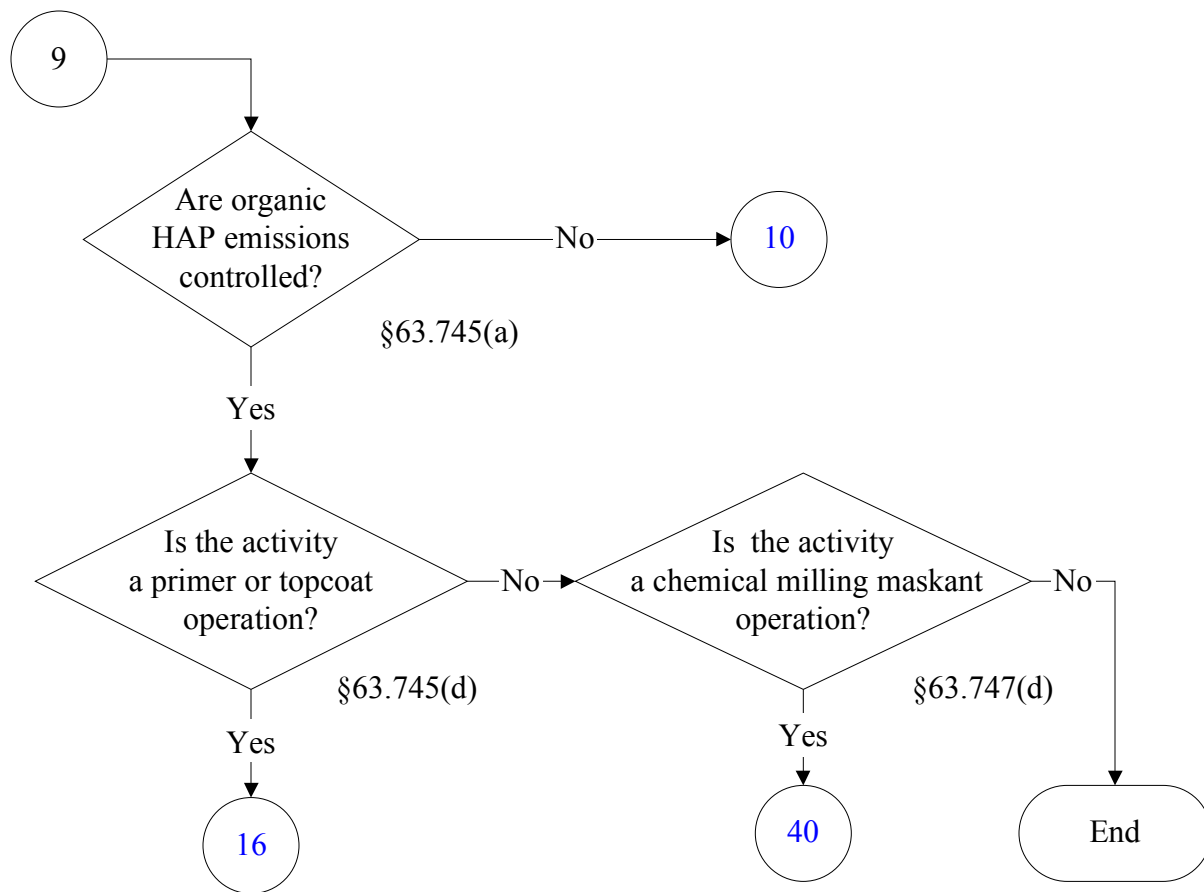 9
Are organic
HAP emissions
controlled?
No
10
§63.745(a)
Yes
Is the activity
a primer or topcoat
operation?
No
Is the activity
a chemical milling maskant
operation?
No
§63.745(d)
§63.747(d)
Yes
Yes
16
40
End